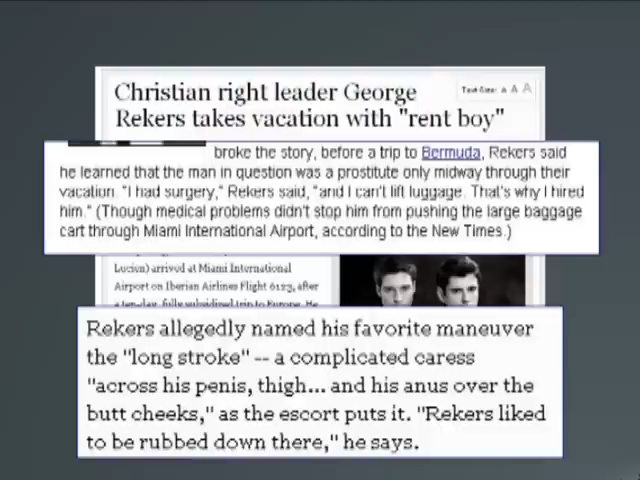 Christian right leader George
Text Size: A A A
Rekers takes vacation with "rent boy"
broke the story, before a trip to Bermuda, Rekers said
he learned that the man in question was a prostitute only midway through their
vacation. "I had surgery," Rekers said, "and I can't lift luggage. That's why I hired
him." (Though medical problems didn't stop him from pushing the large baggage
cart through Miami International Airport, according to the New Times.)
Lucien) arrived at Miami International
Airport on Iberian Airlines Flight 6123, after
a ten-day, fully subsidized trip to Europe. He
Rekers allegedly named his favorite maneuver
the "long stroke" -- a complicated caress
"across his penis, thigh... and his anus over the
butt cheeks," as the escort puts it. "Rekers liked
to be rubbed down there," he says.